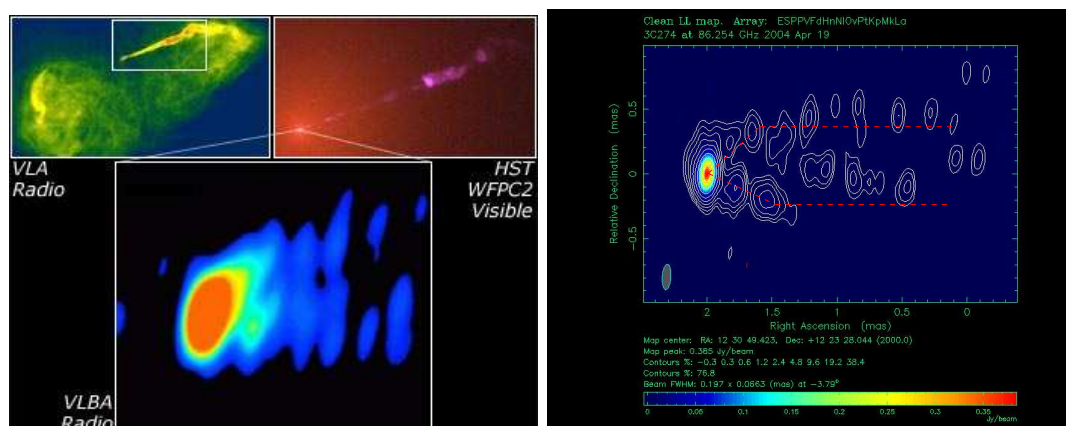 VLA
Radio
HST
WFPC2
Visible
VLBA
Radio
Clean LL map. Array: ESPPVFdHnNlOvPtKpMkLa
3C274 at 86.254 GHz 2004 Apr 19
Relative Declination (mas)
0.5
0
−0.5
2 1.5 1 0.5 0
Right Ascension (mas)
Map center: RA: 12 30 49.423, Dec: +12 23 28.044 (2000.0)
Map peak: 0.385 Jy/beam
Contours %: -0.3 0.3 0.6 1.2 2.4 4.8 9.6 19.2 38.4
Contours %: 76.8
Beam FWHM: 0.197 x 0.0663 (mas) at -3.79°
0 0.05 0.1 0.15 0.2 0.25 0.3 0.35
Jy/beam